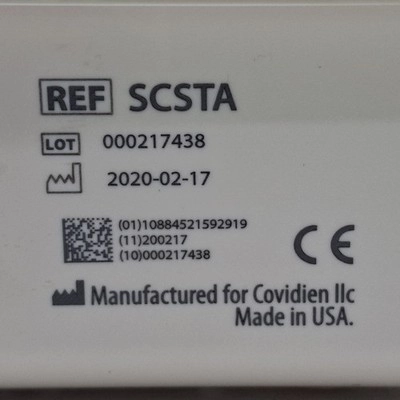 REF SCSTA
LOT 000217438
2020-02-17
(01)10884521592919
(11)200217
(10)000217438
CE
Manufactured for Covidien llc
Made in USA.